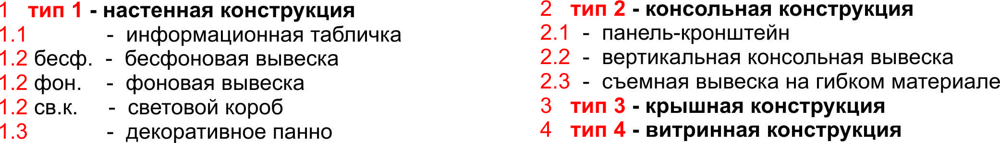 1 тип 1 - настенная конструкция
1.1 - информационная табличка
1.2 бесф. - бесфоновая вывеска
1.2 фон. - фоновая вывеска
1.2 св.к. - световой короб
1.3 - декоративное панно
2 тип 2 - консольная конструкция
2.1 - панель-кронштейн
2.2 - вертикальная консольная вывеска
2.3 - съемная вывеска на гибком материале
3 тип 3 - крышная конструкция
4 тип 4 - витринная конструкция